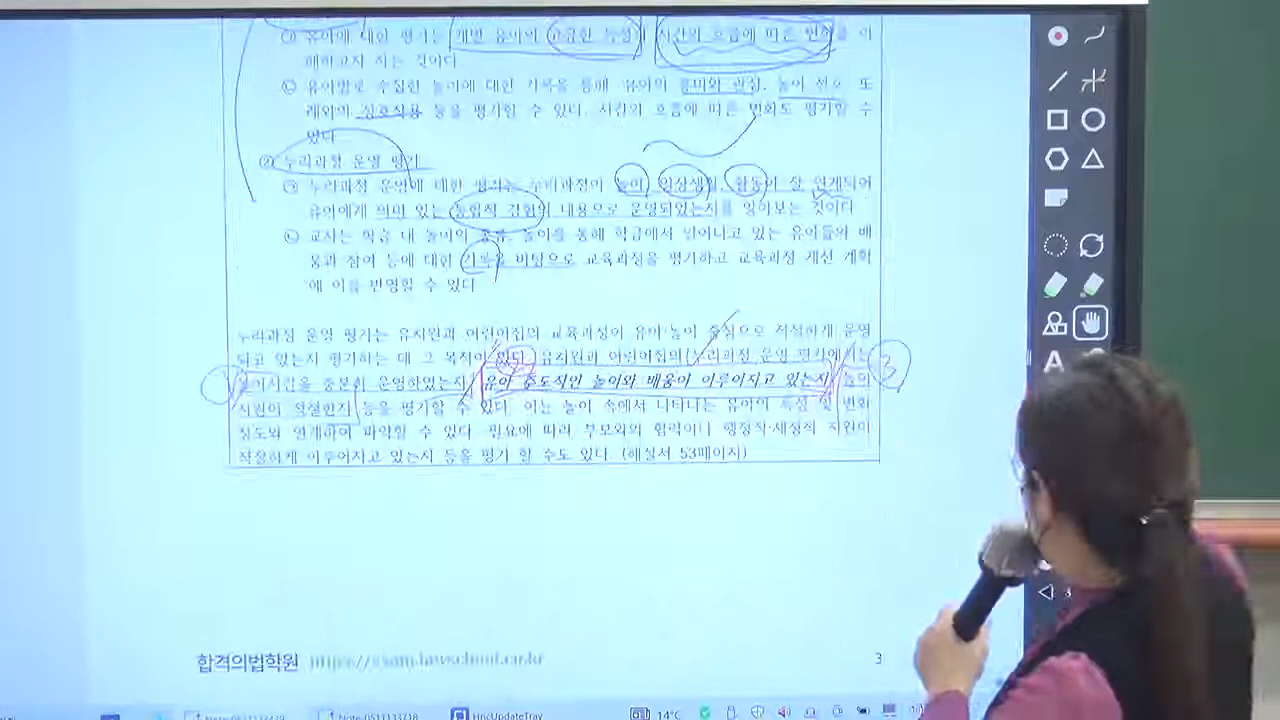 ㉠ 유아에 대한 평가는 개별 유아의 고유한 특성이 시간의 흐름에 따른 변화를 이
해하고자 하는 것이다
㉡ 유아별로 수집한 놀이에 대한 기록을 통해 유아의 흥미와 관심, 놀이 선호 또
래와의 상호작용 등을 평가할 수 있다. 시간의 흐름에 따른 변화도 평가할 수
있다
② 누리과정 운영 평가
㉠ 누리과정 운영에 대한 평가는 누리과정이 놀이, 일상생활, 활동이 잘 연계되어
유아에게 의미 있는 통합적 경험의 내용으로 운영되었는지를 알아보는 것이다
㉡ 교사는 학급 내 놀이의 종류, 놀이를 통해 학급에서 일어나고 있는 유아들의 배
움과 참여 등에 대한 기록을 바탕으로 교육과정을 평가하고 교육과정 개선 계획
에 이를 반영할 수 있다
누리과정 운영 평가는 유치원과 어린이집의 교육과정이 유아·놀이 중심으로 적절하게 운영
되고 있는지 평가하는 데 그 목적이 있다. 유치원과 어린이집의 누리과정 운영 평가에서는
놀이시간을 충분히 운영하였는지, 유아 주도적인 놀이와 배움이 이루어지고 있는지, 놀이
지원이 적절한지 등을 평가할 수 있다. 이는 놀이 속에서 나타나는 유아의 특성 및 변화
정도와 연계하여 파악할 수 있다. 필요에 따라 부모와의 협력이나 행정적·재정적 지원이
적절하게 이루어지고 있는지 등을 평가 할 수도 있다. (해설서 53페이지)
① ② ③
합격의법학원 https://exam.lawschool.co.kr
3
A
HncUpdateTray 14°C